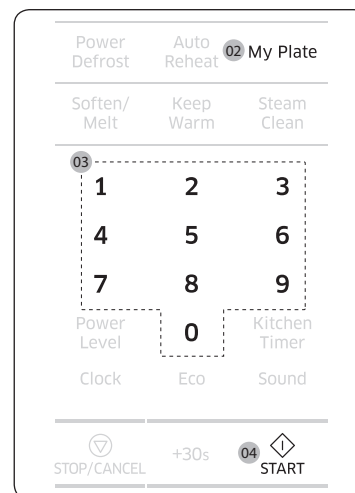 Power Auto 02 My Plate
Defrost Reheat
Soften/ Keep Steam
Melt Warm Clean
03
1 2 3
4 5 6
7 8 9
Power 0 Kitchen
Level Timer
Clock Eco Sound
+30s 04
STOP/CANCEL START